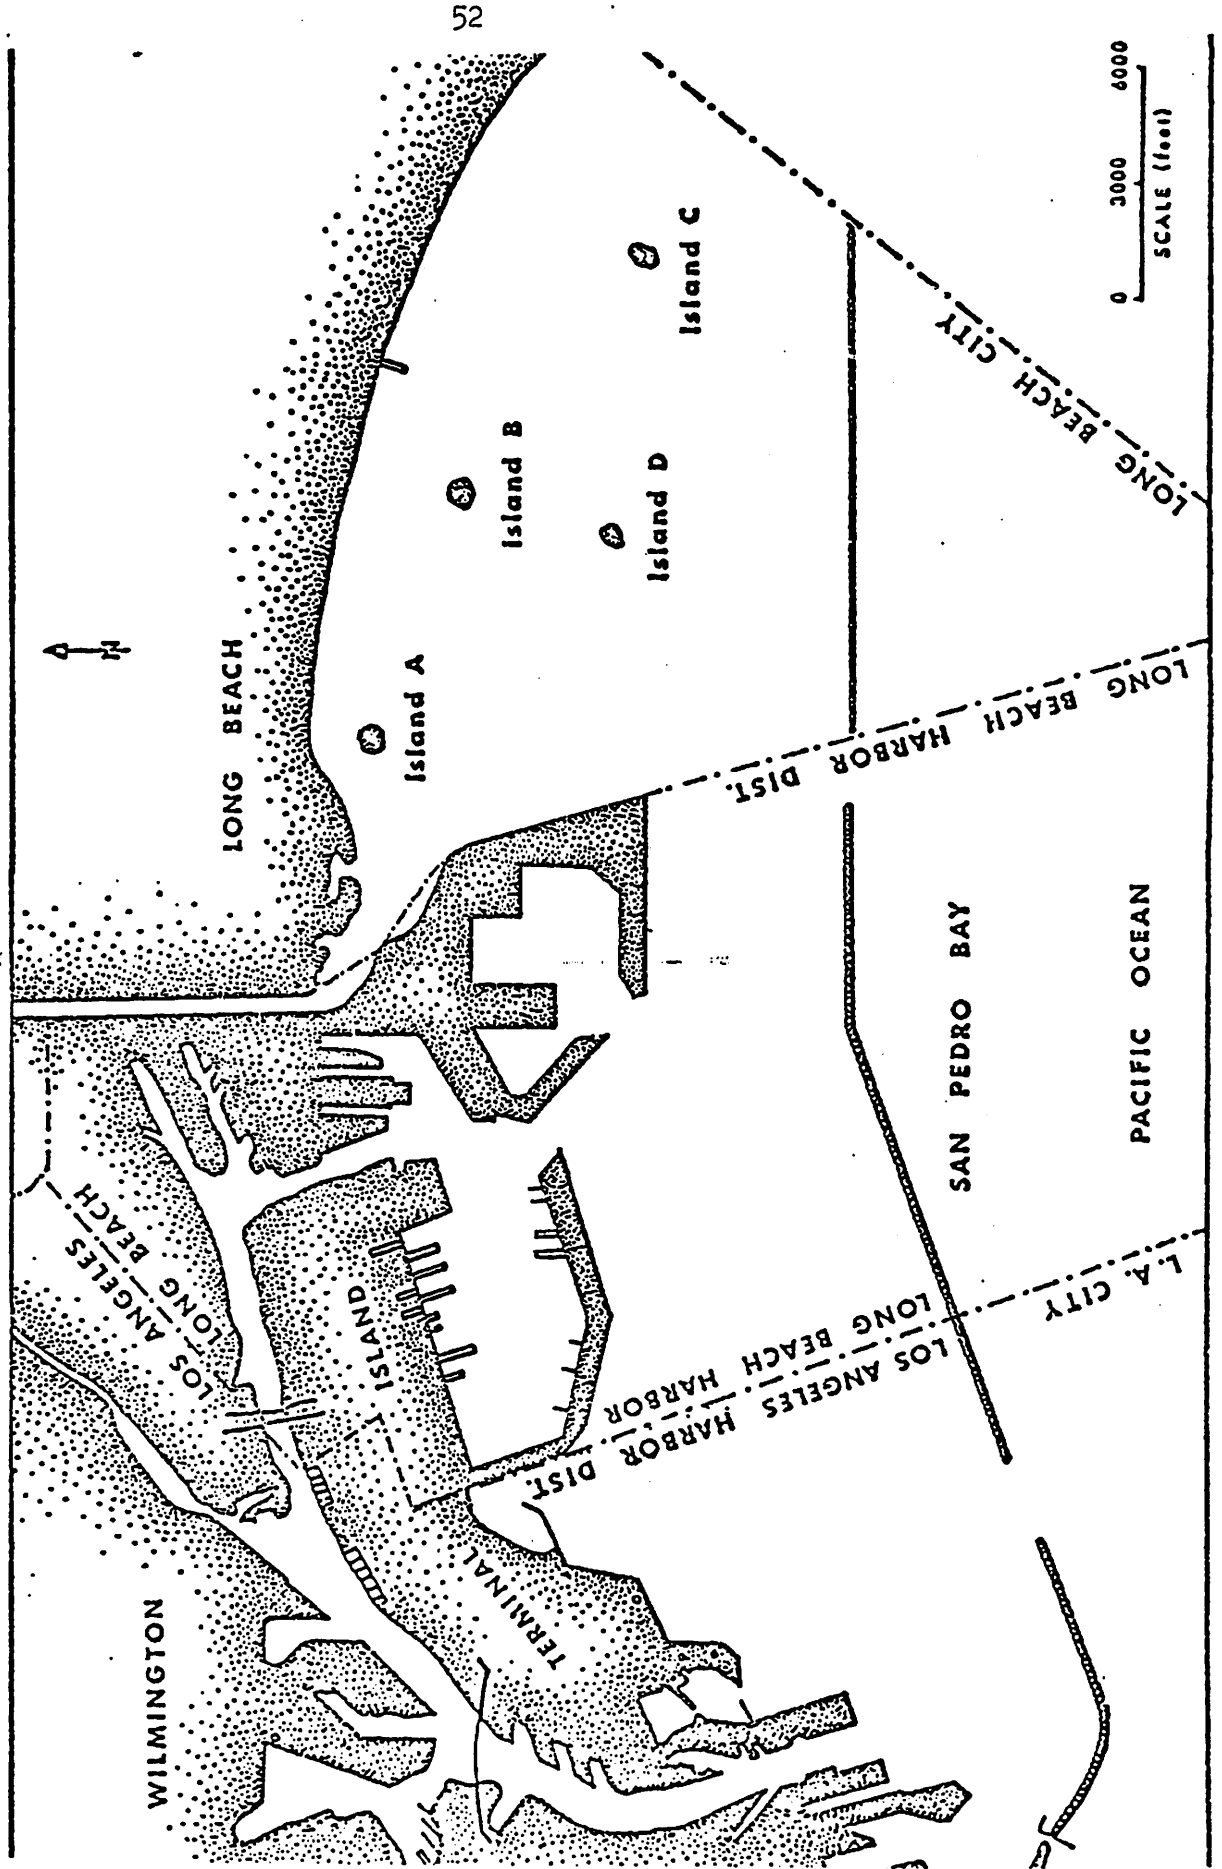 52
WILMINGTON
LONG BEACH
N
LOS ANGELES
LONG BEACH
TERMINAL
ISLAND
Island A
Island B
Island C
Island D
LONG BEACH HARBOR
LOS ANGELES HARBOR DIST.
L.A. CITY
LONG BEACH HARBOR DIST.
LONG BEACH CITY
SAN PEDRO BAY
PACIFIC OCEAN
0 3000 6000
SCALE (feet)